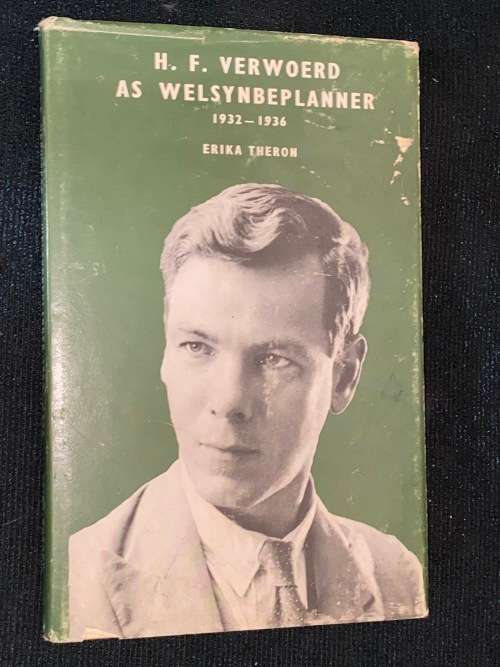 H. F. VERWOERD
AS WELSYNBEPLANNER
1932 – 1936
ERIKA THERON